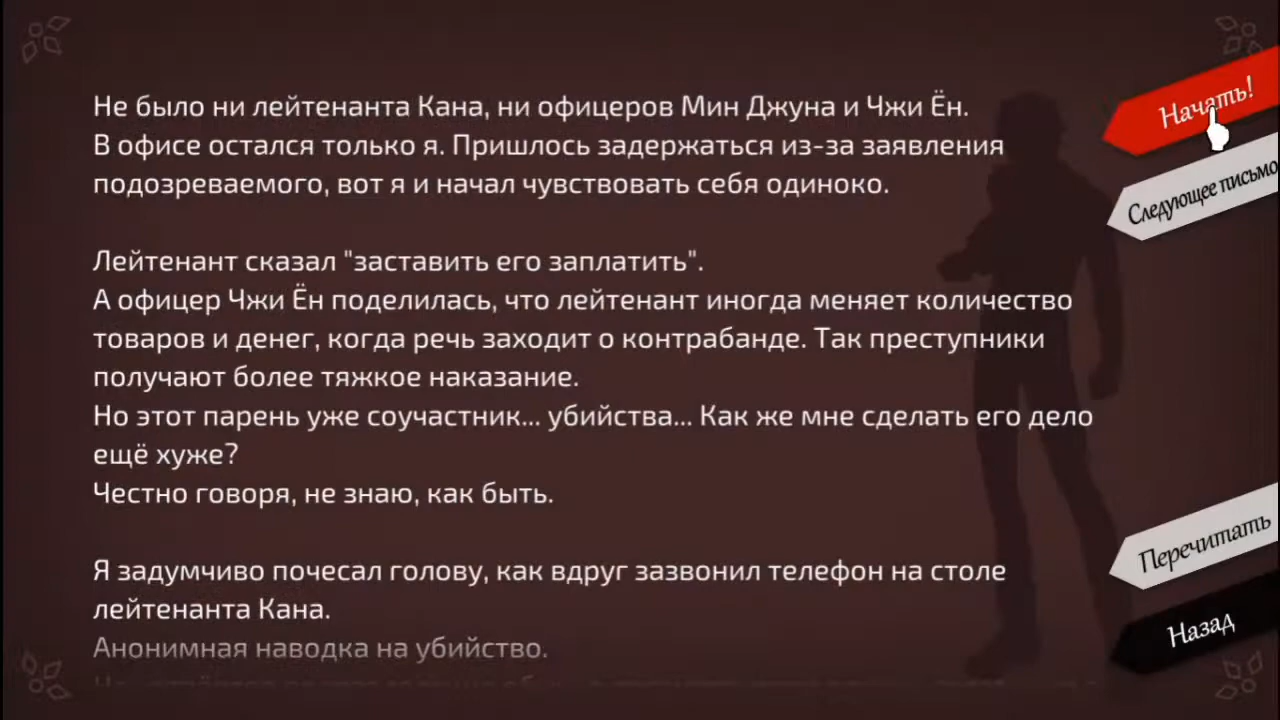 Не было ни лейтенанта Кана, ни офицеров Мин Джуна и Чжи Ён.
В офисе остался только я. Пришлось задержаться из-за заявления
подозреваемого, вот я и начал чувствовать себя одиноко.
Лейтенант сказал "заставить его заплатить".
А офицер Чжи Ён поделилась, что лейтенант иногда меняет количество
товаров и денег, когда речь заходит о контрабанде. Так преступники
получают более тяжкое наказание.
Но этот парень уже соучастник... убийства... Как же мне сделать его дело
ещё хуже?
Честно говоря, не знаю, как быть.
Я задумчиво почесал голову, как вдруг зазвонил телефон на столе
лейтенанта Кана.
Анонимная наводка на убийство.
Начать!
Следующее письмо
Перечитать
Назад